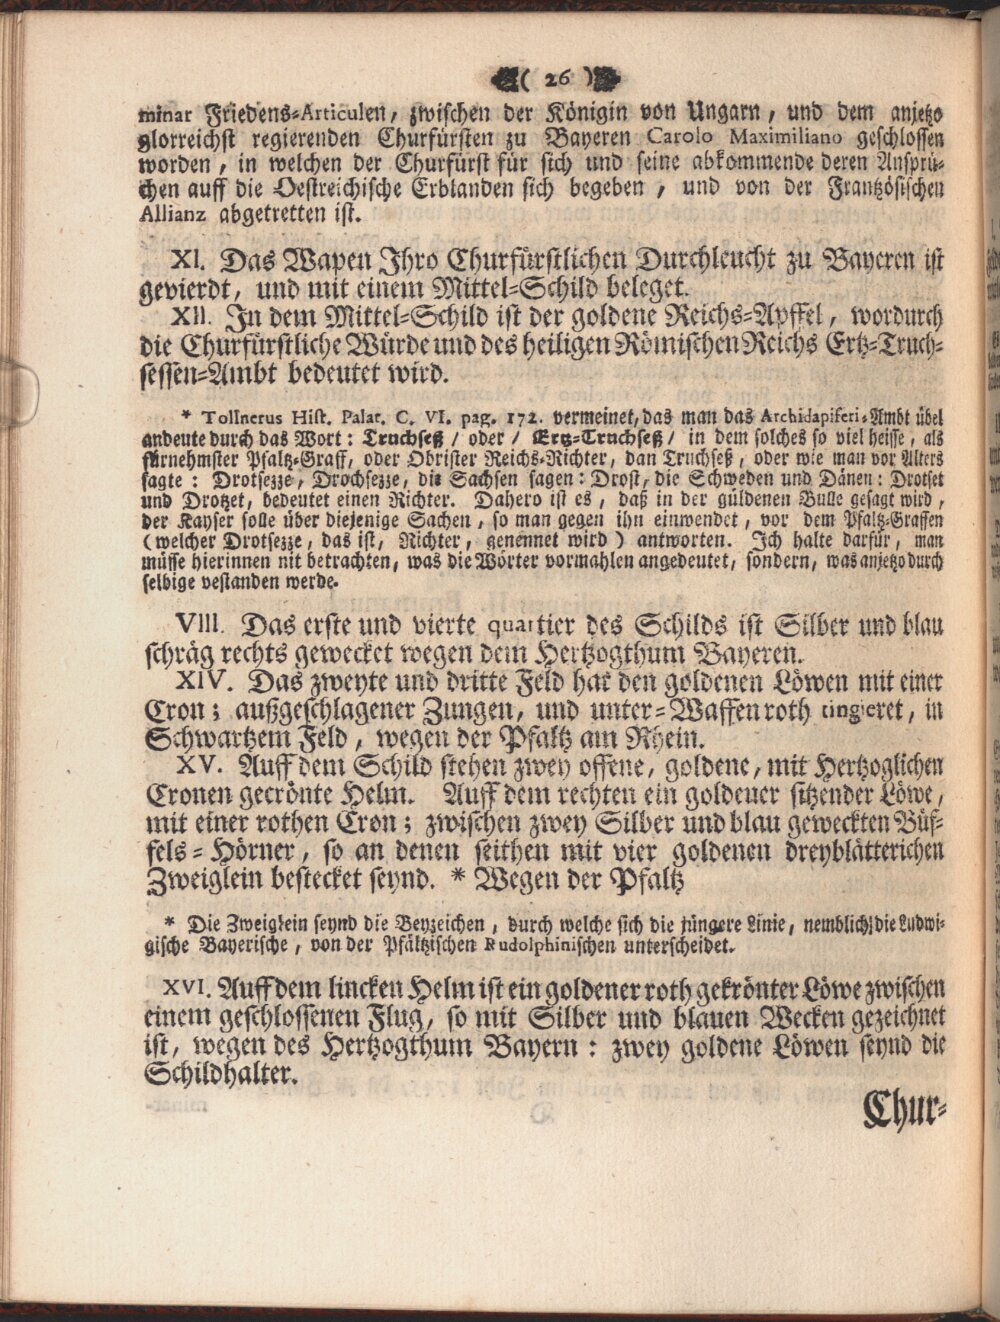 ( 26 )
minar Friedens-Articulen, zwischen der Königin von Ungarn, und dem anjetzo
glorreichst regierenden Churfürsten zu Bayeren Carolo Maximiliano geschlossen
worden, in welchen der Churfürst für sich und seine abkommende deren Ansprü-
chen auff die Oestreichische Erblanden sich begeben, und von der Frantzösischen
Allianz abgetretten ist.
XI. Das Wapen Ihro Churfürstlichen Durchleucht zu Bayeren ist
gevierdt, und mit einem Mittel-Schild beleget.
XII. In dem Mittel-Schild ist der goldene Reichs-Apffel, wordurch
die Churfürstliche Würde und des heiligen Römischen Reichs Ertz-Truch-
sessen-Ambt bedeutet wird.
* Tollnerus Hist. Palat. C. VI. pag. 172. vermeinet, das man das Archidapiferi-Ambt übel
andeute durch das Wort: Truchseß / oder / Ertz-Truchseß / in dem solches so viel heisse, als
fürnehmster Pfaltz-Graff, oder Obrister Reichs-Richter, dan Truchseß, oder wie man vor Alters
sagte: Drotsezze, Drochsezze, die Sachsen sagen: Drost, die Schweden und Dänen: Drotset
und Drotzet, bedeutet einen Richter. Dahero ist es, daß in der güldenen Bulle gesagt wird,
der Kayser solle über diejenige Sachen, so man gegen ihn einwendet, vor dem Pfaltz-Graffen
(welcher Drotsezze, das ist, Richter, genennet wird) antworten. Ich halte darfür, man
müsse hierinnen nit betrachten, was die Wörter vormahlen angedeutet, sondern, was anjetzo durch
selbige vestanden werde.
VIII. Das erste und vierte quartier des Schilds ist Silber und blau
schräg rechts gewecket wegen dem Hertzogthum Bayeren.
XIV. Das zweyte und dritte Feld hat den goldenen Löwen mit einer
Cron; außgeschlagener Zungen, und unter-Waffen roth tingieret, in
Schwartzem Feld, wegen der Pfaltz am Rhein.
XV. Auff dem Schild stehen zwey offene, goldene, mit Hertzoglichen
Cronen gecrönte Helm. Auff dem rechten ein goldener sitzender Löwe,
mit einer rothen Cron; zwischen zwey Silber und blau geweckten Büf-
fels-Hörner, so an denen seithen mit vier goldenen dreyblätterichen
Zweiglein bestecket seynd. * Wegen der Pfaltz
* Die Zweiglein seynd die Beyzeichen, durch welche sich die jüngere Linie, nemblich die Ludwi-
gische Bayerische, von der Pfältzischen Rudolphinischen unterscheidet.
XVI. Auff dem lincken Helm ist ein goldener roth gekrönter Löwe zwischen
einem geschlossenen Flug, so mit Silber und blauen Wecken gezeichnet
ist, wegen des Hertzogthum Bayern: zwey goldene Löwen seynd die
Schildhalter.
Chur-